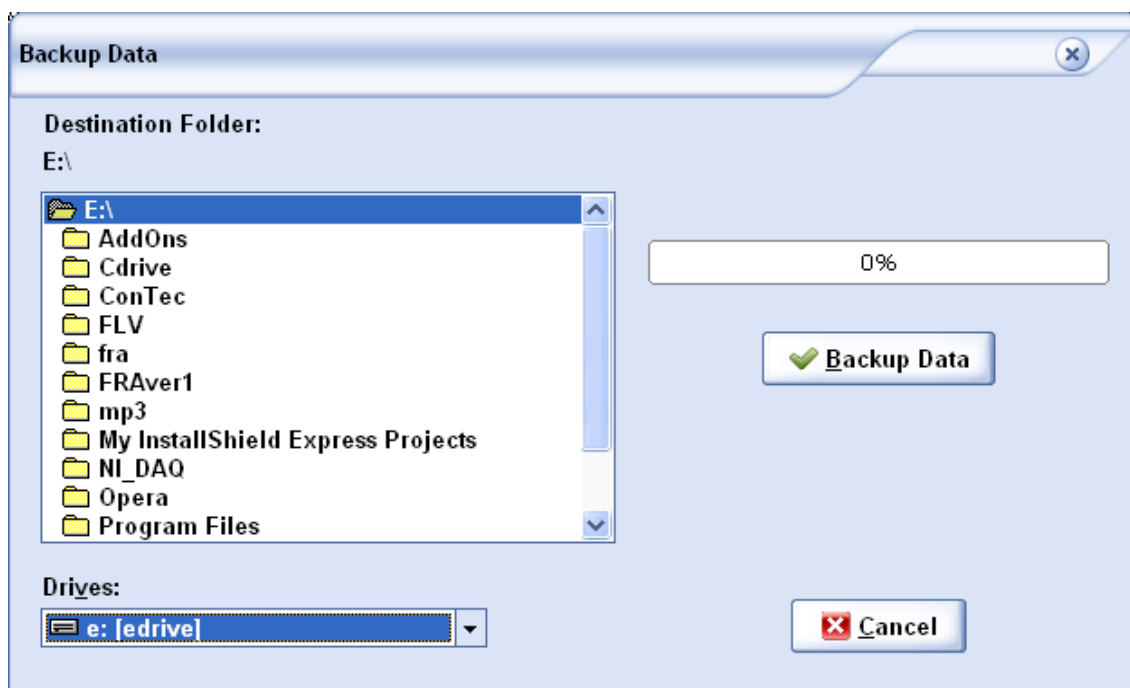 Backup Data
Destination Folder:
E:\
E:\
AddOns
Cdrive
ConTec
FLV
fra
FRAver1
mp3
My InstallShield Express Projects
NI_DAQ
Opera
Program Files
0%
Backup Data
Drives:
e: [edrive]
Cancel